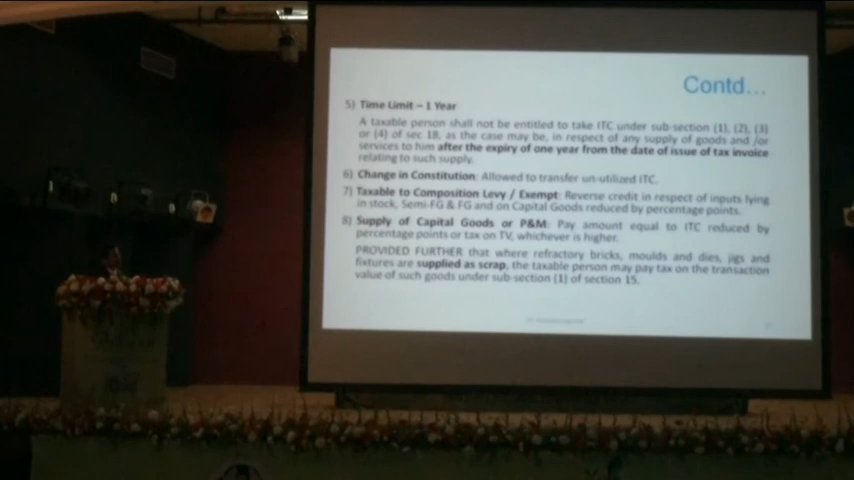 Contd...
5) Time Limit – 1 Year
A taxable person shall not be entitled to take ITC under sub-section (1), (2), (3)
or (4) of sec 18, as the case may be, in respect of any supply of goods and /or
services to him after the expiry of one year from the date of issue of tax invoice
relating to such supply.
6) Change in Constitution: Allowed to transfer un-utilized ITC.
7) Taxable to Composition Levy / Exempt: Reverse credit in respect of inputs lying
in stock, Semi-FG & FG and on Capital Goods reduced by percentage points.
8) Supply of Capital Goods or P&M: Pay amount equal to ITC reduced by
percentage points or tax on TV, whichever is higher.
PROVIDED FURTHER that where refractory bricks, moulds and dies, jigs and
fixtures are supplied as scrap, the taxable person may pay tax on the transaction
value of such goods under sub-section (1) of section 15.